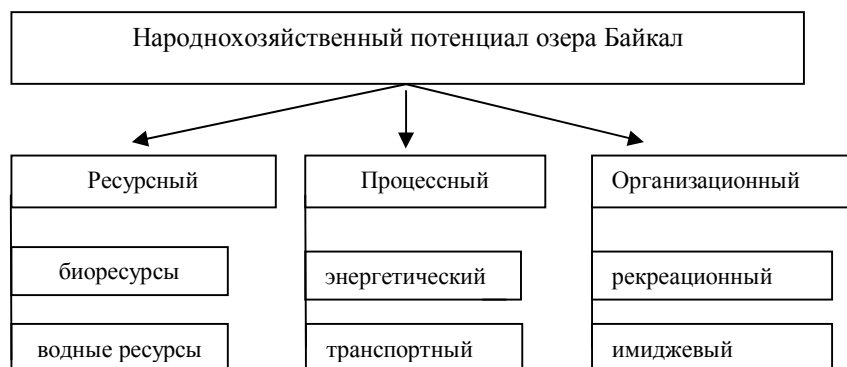 Народнохозяйственный потенциал озера Байкал
Ресурсный
Процессный
Организационный
биоресурсы
энергетический
рекреационный
водные ресурсы
транспортный
имиджевый